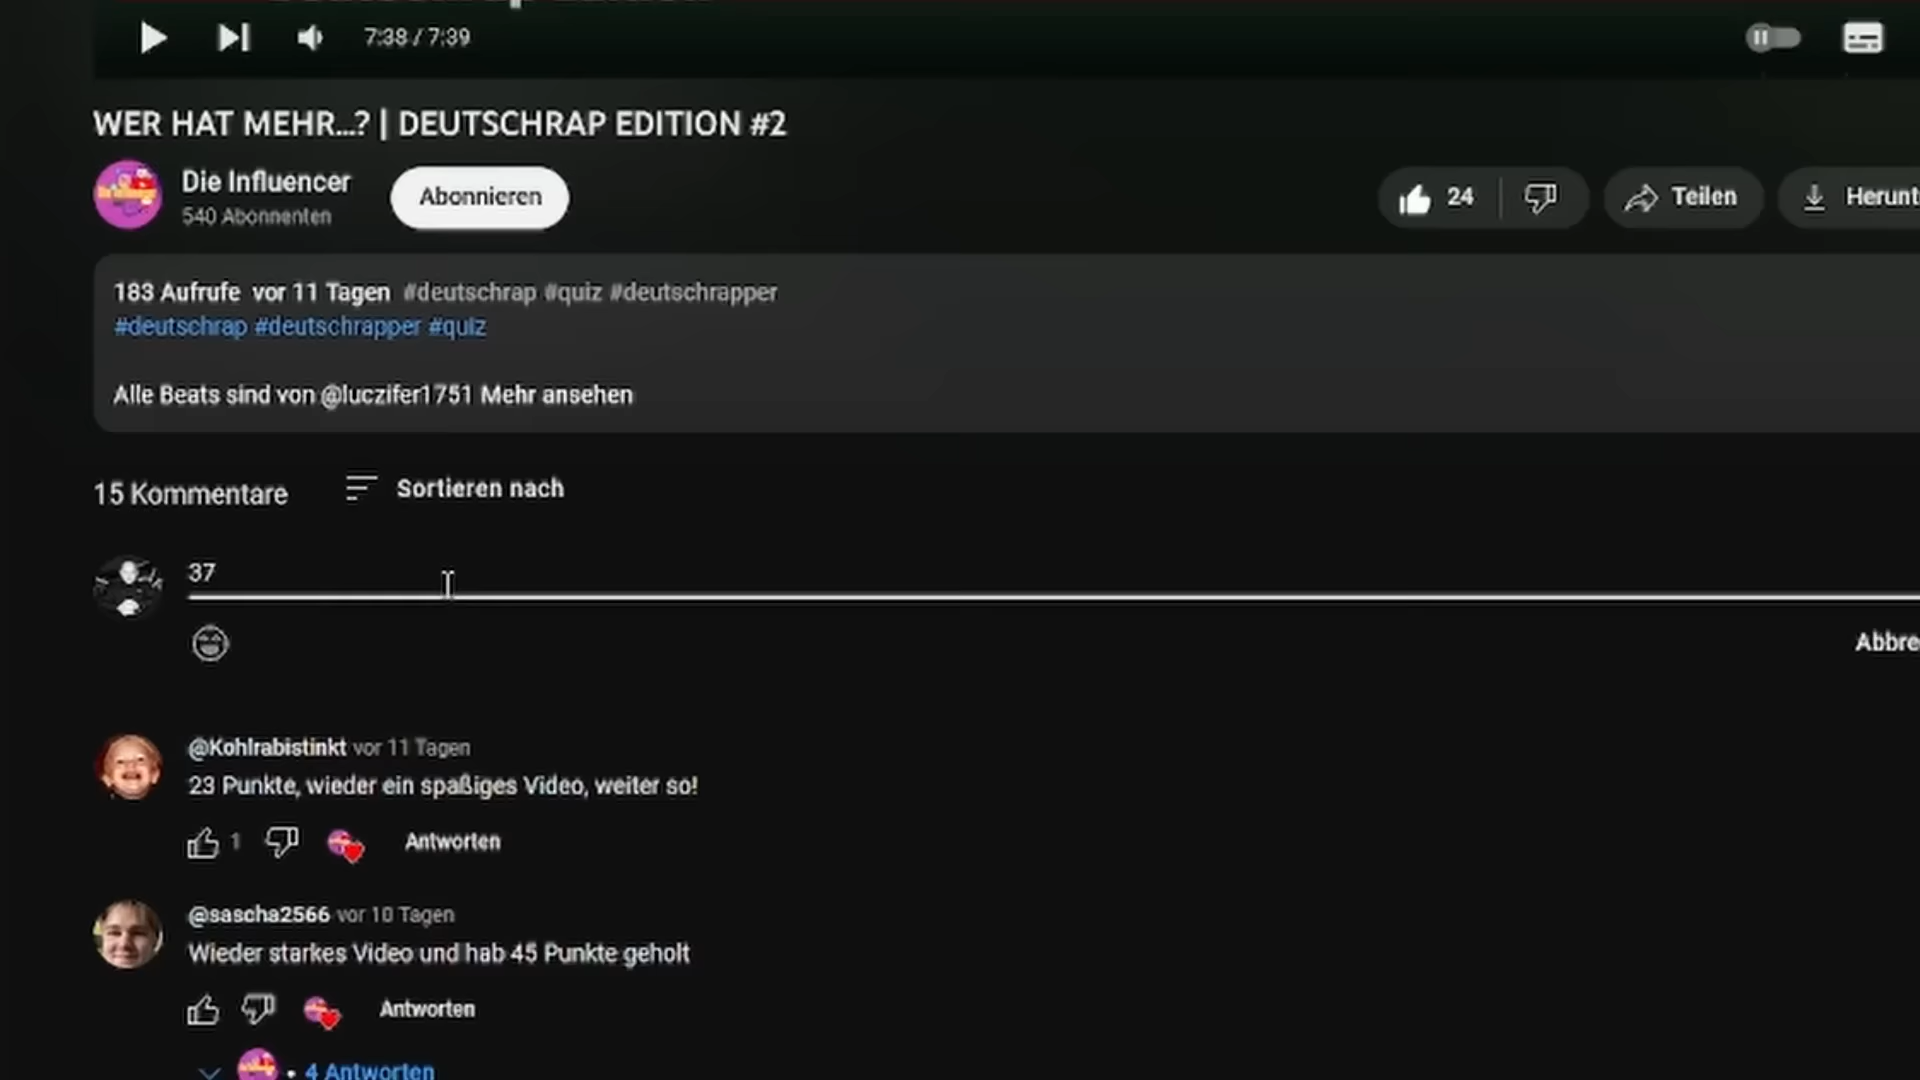 7:38 / 7:39
WER HAT MEHR...? | DEUTSCHRAP EDITION #2
Die Influencer
540 Abonnenten
Abonnieren
24
Teilen
Herunt
183 Aufrufe vor 11 Tagen #deutschrap #quiz #deutschrapper
#deutschrap #deutschrapper #quiz
Alle Beats sind von @luczifer1751 Mehr ansehen
15 Kommentare
Sortieren nach
37
Abbre
@Kohlrabistinkt vor 11 Tagen
23 Punkte, wieder ein spaßiges Video, weiter so!
1
Antworten
@sascha2566 vor 10 Tagen
Wieder starkes Video und hab 45 Punkte geholt
Antworten
• 4 Antworten